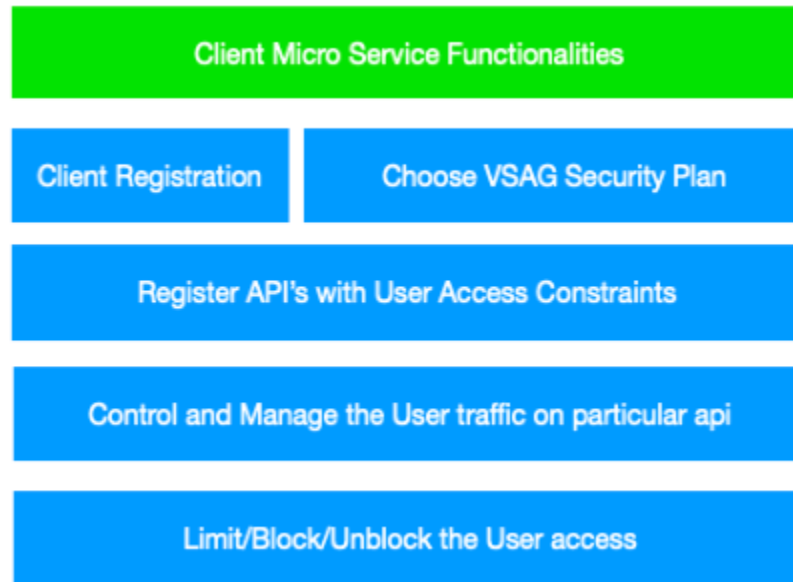 Client Micro Service Functionalities
Client Registration
Choose VSAG Security Plan
Register API's with User Access Constraints
Control and Manage the User traffic on particular api
Limit/Block/Unblock the User access